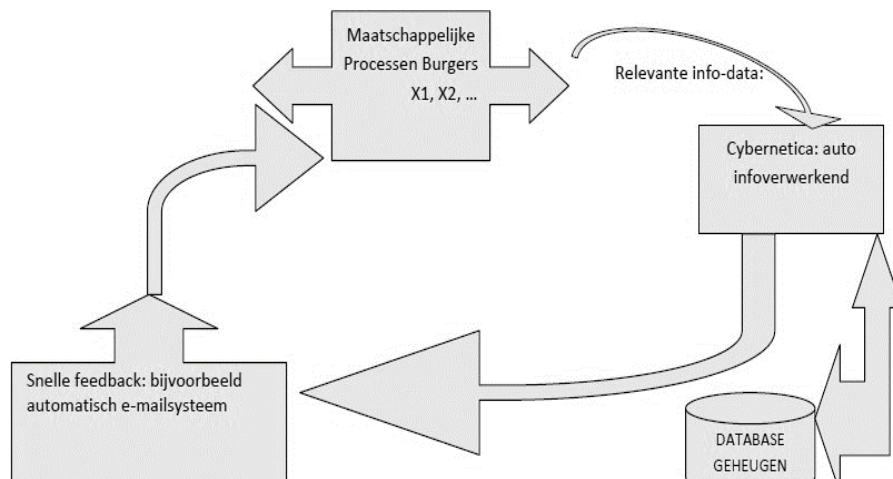 Maatschappelijke
Processen Burgers
X1, X2, ...
Relevante info-data:
Cybernetica: auto
infoverwerkend
Snelle feedback: bijvoorbeeld
automatisch e-mailsysteem
DATABASE
GEHEUGEN